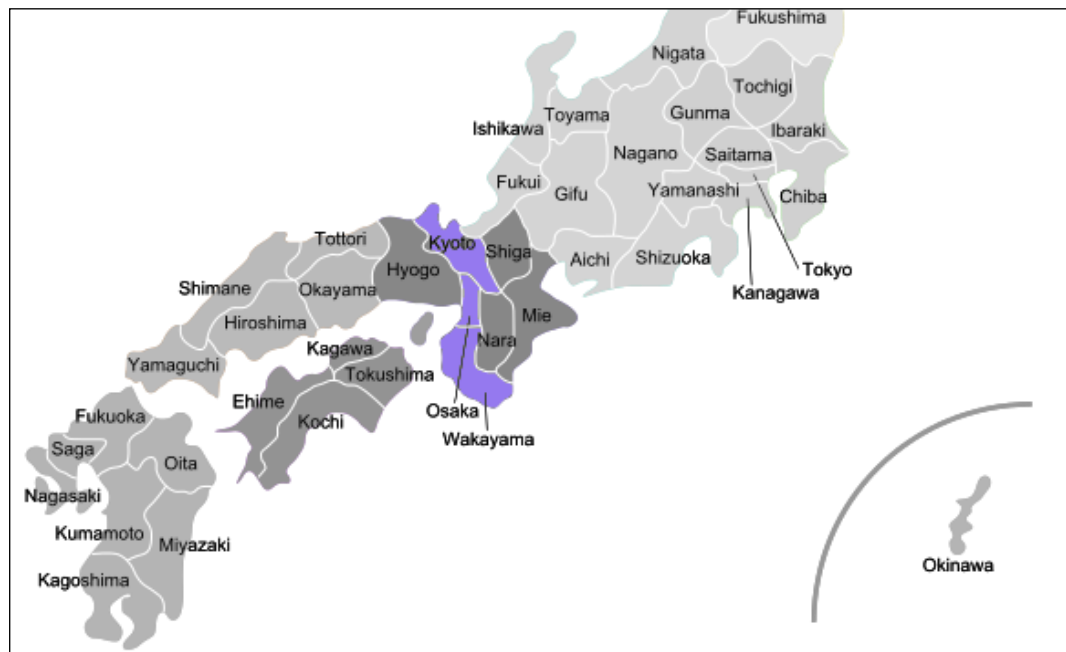 Fukushima
Nigata
Tochigi
Toyama
Gunma
Ishikawa
Ibaraki
Nagano
Saitama
Fukui
Gifu
Yamanashi
Chiba
Tottori
Kyoto
Shiga
Aichi
Shizuoka
Hyogo
Tokyo
Shimane
Okayama
Kanagawa
Hiroshima
Mie
Nara
Kagawa
Yamaguchi
Tokushima
Ehime
Osaka
Fukuoka
Kochi
Wakayama
Saga
Oita
Nagasaki
Kumamoto
Miyazaki
Okinawa
Kagoshima